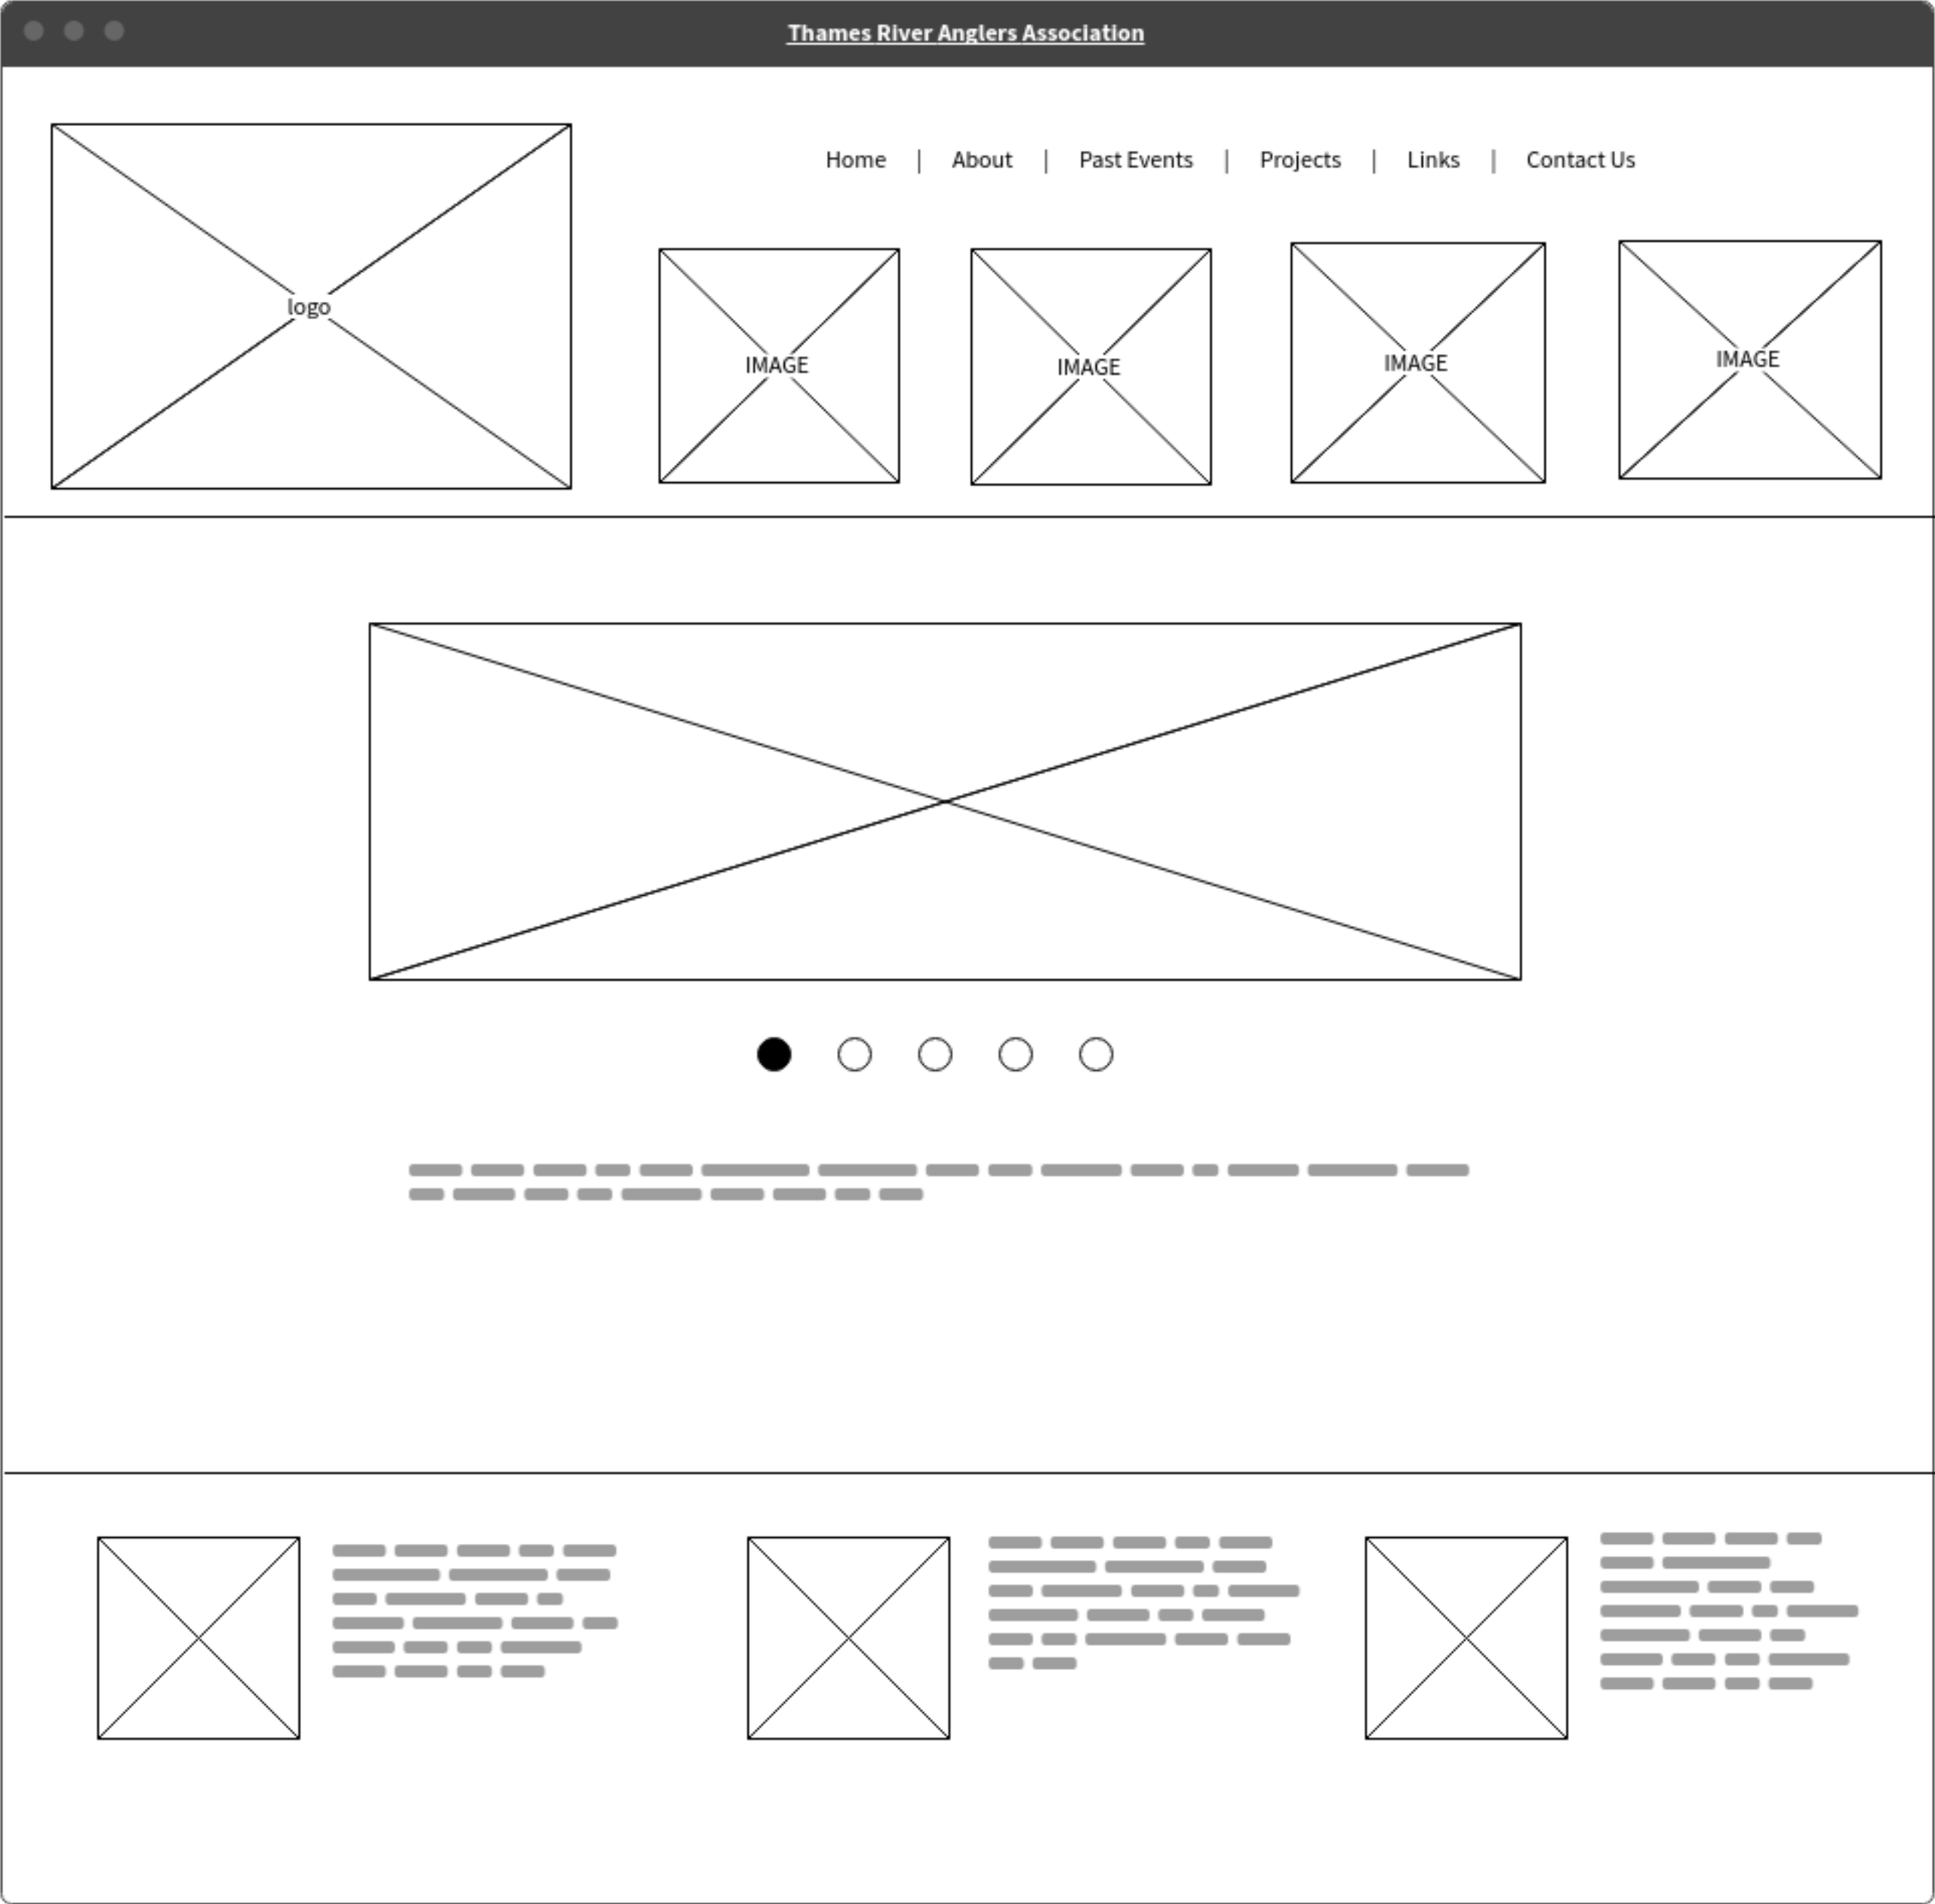 Thames River Anglers Association
Home | About | Past Events | Projects | Links | Contact Us
logo
IMAGE IMAGE IMAGE IMAGE